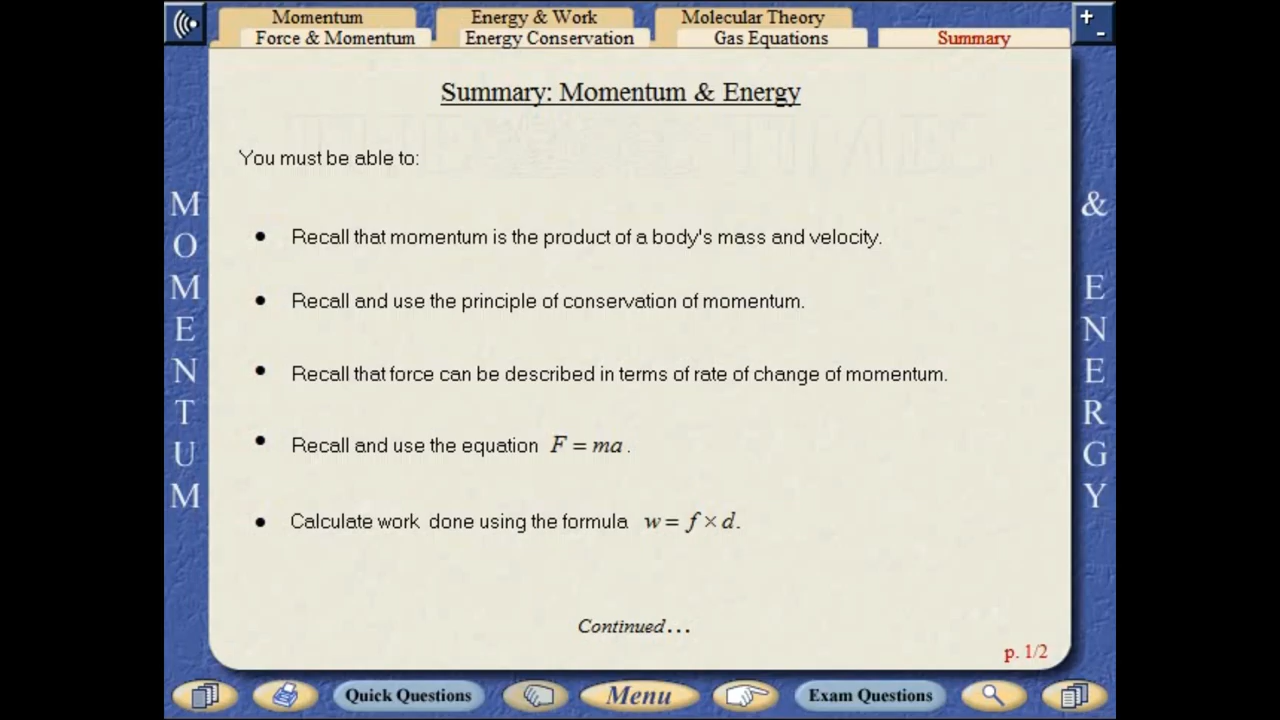 Momentum
Energy & Work
Molecular Theory
Force & Momentum
Energy Conservation
Gas Equations
Summary
+
-
Summary: Momentum & Energy
You must be able to:
• Recall that momentum is the product of a body's mass and velocity.
• Recall and use the principle of conservation of momentum.
• Recall that force can be described in terms of rate of change of momentum.
• Recall and use the equation F = ma.
• Calculate work done using the formula w = f × d.
Continued...
p. 1/2
MOMENTUM
& ENERGY
Quick Questions
Menu
Exam Questions